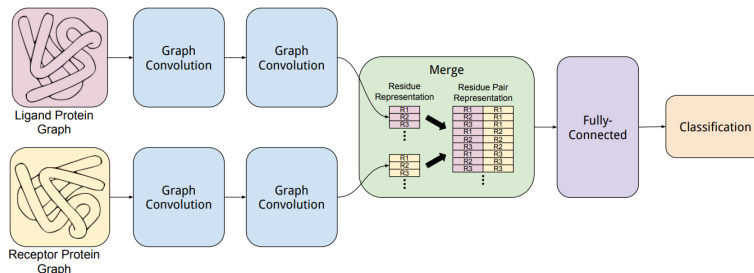 Ligand Protein
Graph
Graph
Convolution
Graph
Convolution
Receptor Protein
Graph
Graph
Convolution
Graph
Convolution
Merge
Residue
Representation
R1
R2
R3
R1
R2
R3
Residue Pair
Representation
R1 R1
R2 R1
R3 R1
R1 R2
R2 R2
R3 R2
R1 R3
R2 R3
R3 R3
Fully-
Connected
Classification